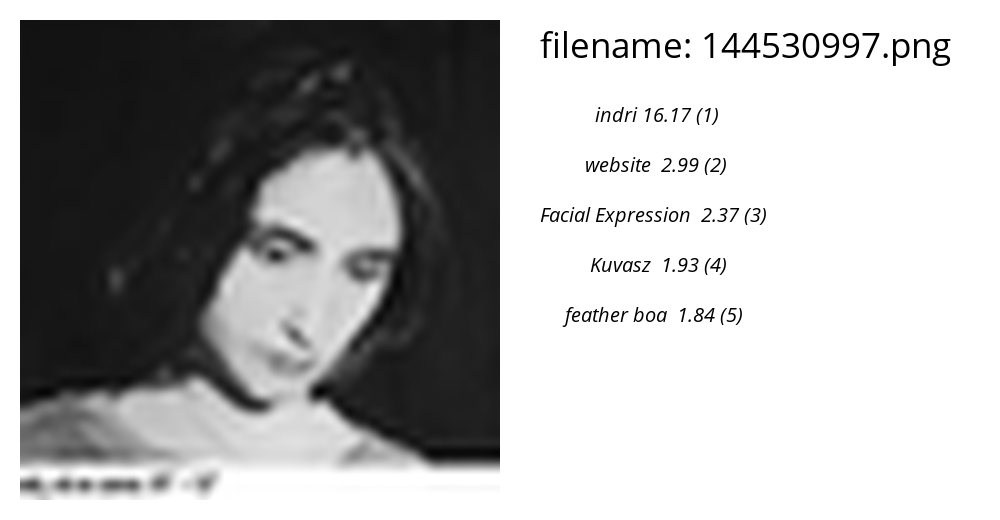 filename: 144530997.png
indri 16.17 (1)
website 2.99 (2)
Facial Expression 2.37 (3)
Kuvasz 1.93 (4)
feather boa 1.84 (5)